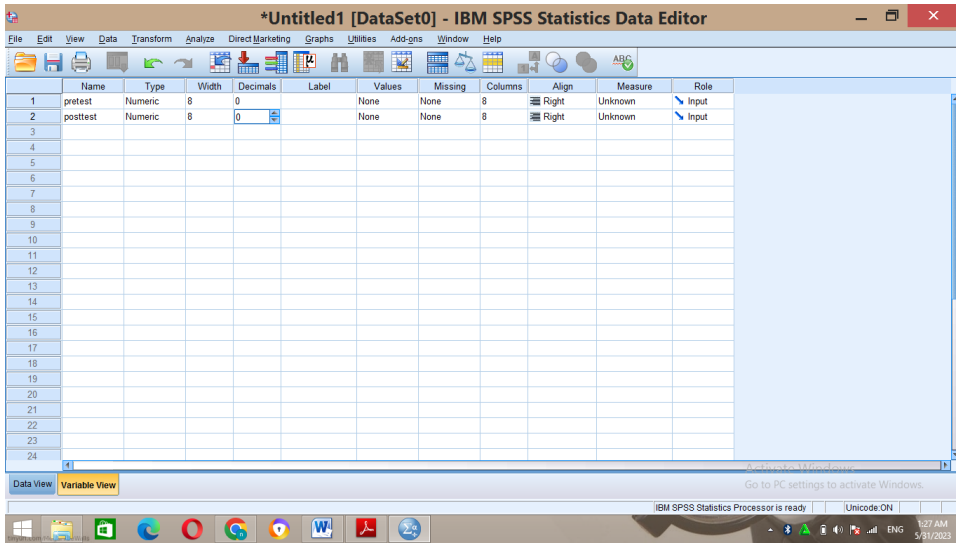 *Untitled1 [DataSet0] - IBM SPSS Statistics Data Editor
File Edit View Data Transform Analyze Direct Marketing Graphs Utilities Add-ons Window Help
Name Type Width Decimals Label Values Missing Columns Align Measure Role
1 pretest Numeric 8 0 None None 8 Right Unknown Input
2 posttest Numeric 8 0 None None 8 Right Unknown Input
3
4
5
6
7
8
9
10
11
12
13
14
15
16
17
18
19
20
21
22
23
24
Activate Windows
Data View Variable View Go to PC settings to activate Windows.
IBM SPSS Statistics Processor is ready Unicode:ON
1:27 AM
ENG
5/31/2023